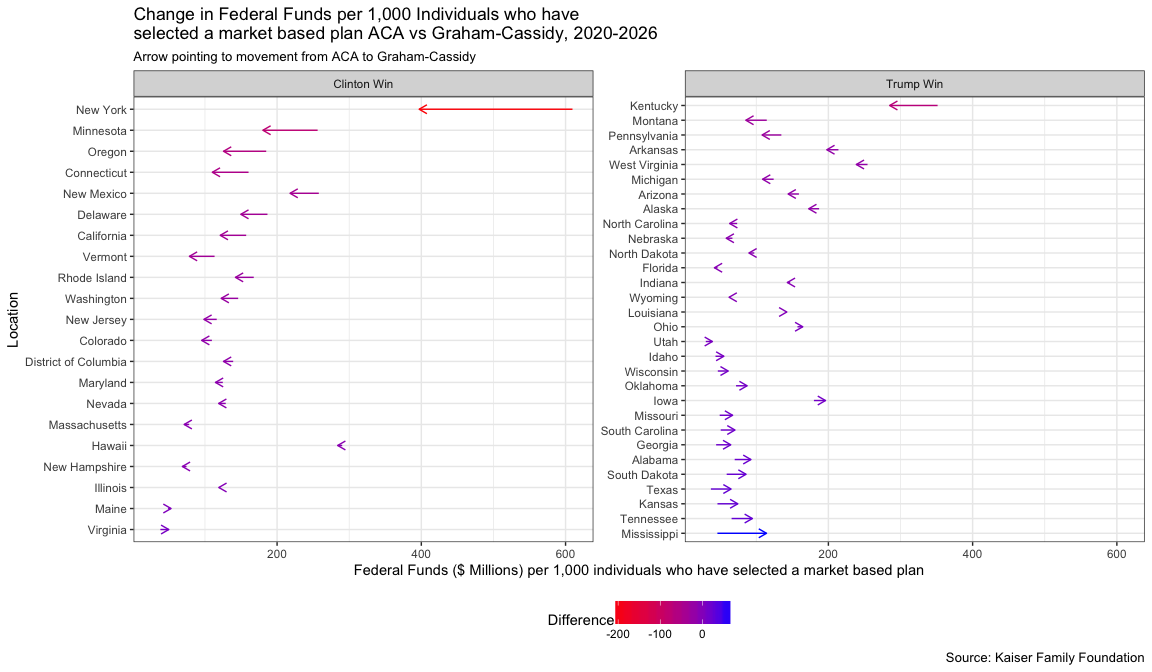 Change in Federal Funds per 1,000 Individuals who have
selected a market based plan ACA vs Graham-Cassidy, 2020-2026
Arrow pointing to movement from ACA to Graham-Cassidy
Clinton Win
Trump Win
Location
New York
Minnesota
Oregon
Connecticut
New Mexico
Delaware
California
Vermont
Rhode Island
Washington
New Jersey
Colorado
District of Columbia
Maryland
Nevada
Massachusetts
Hawaii
New Hampshire
Illinois
Maine
Virginia
Kentucky
Montana
Pennsylvania
Arkansas
West Virginia
Michigan
Arizona
Alaska
North Carolina
Nebraska
North Dakota
Florida
Indiana
Wyoming
Louisiana
Ohio
Utah
Idaho
Wisconsin
Oklahoma
Iowa
Missouri
South Carolina
Georgia
Alabama
South Dakota
Texas
Kansas
Tennessee
Mississippi
200 400 600
200 400 600
Federal Funds ($ Millions) per 1,000 individuals who have selected a market based plan
Difference
-200 -100 0
Source: Kaiser Family Foundation